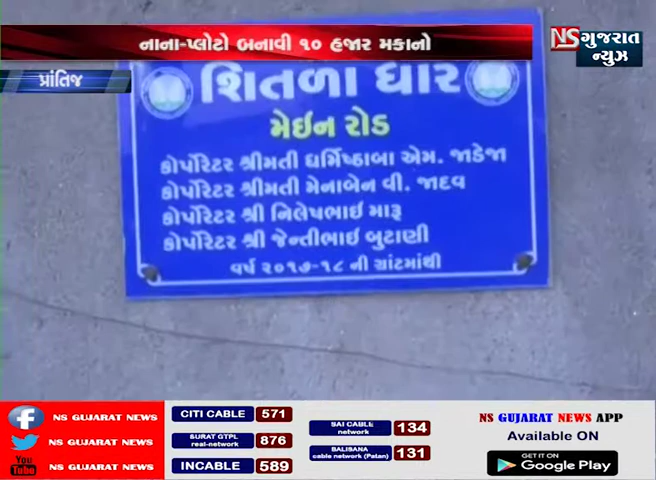 નાના-પ્લોટો બનાવી ૧૦ હજાર મકાનો
NS ગુજરાત
ન્યુઝ
પ્રાંતિજ
શિતળા ધાર
મેઈન રોડ
કોર્પોરેટર શ્રીમતી ધર્મિષ્ઠાબા એમ. જાડેજા
કોર્પોરેટર શ્રીમતી મેનાબેન વી. જાદવ
કોર્પોરેટર શ્રી નિલેષભાઈ મારૂ
કોર્પોરેટર શ્રી જેન્તીભાઈ બુટાણી
વર્ષ ૨૦૧૭-૧૮ ની ગ્રાંટમાંથી
NS GUJARAT NEWS
NS GUJARAT NEWS
You Tube NS GUJARAT NEWS
CITI CABLE 571
SURAT GTPL
real-network 876
INCABLE 589
SAI CABLE
network 134
BALISANA
cable network (Patan) 131
NS GUJARAT NEWS APP
Available ON
GET IT ON
Google Play